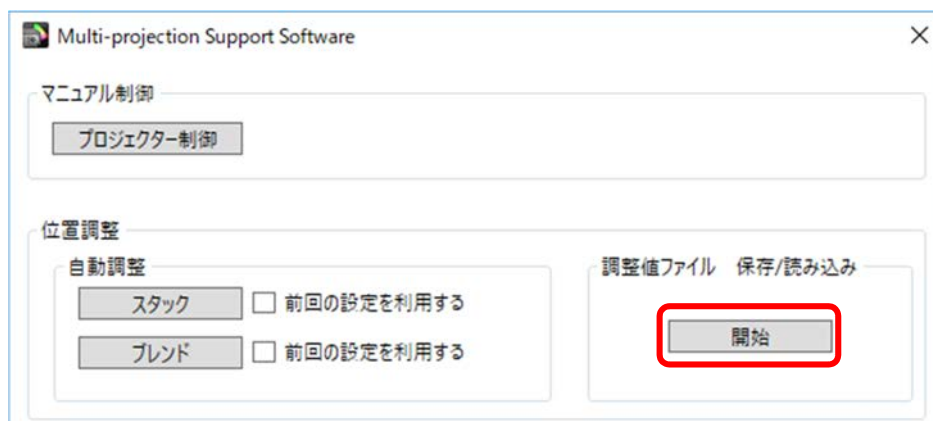 Multi-projection Support Software
マニュアル制御
プロジェクター制御
位置調整
自動調整
スタック
前回の設定を利用する
ブレンド
前回の設定を利用する
調整値ファイル 保存/読み込み
開始